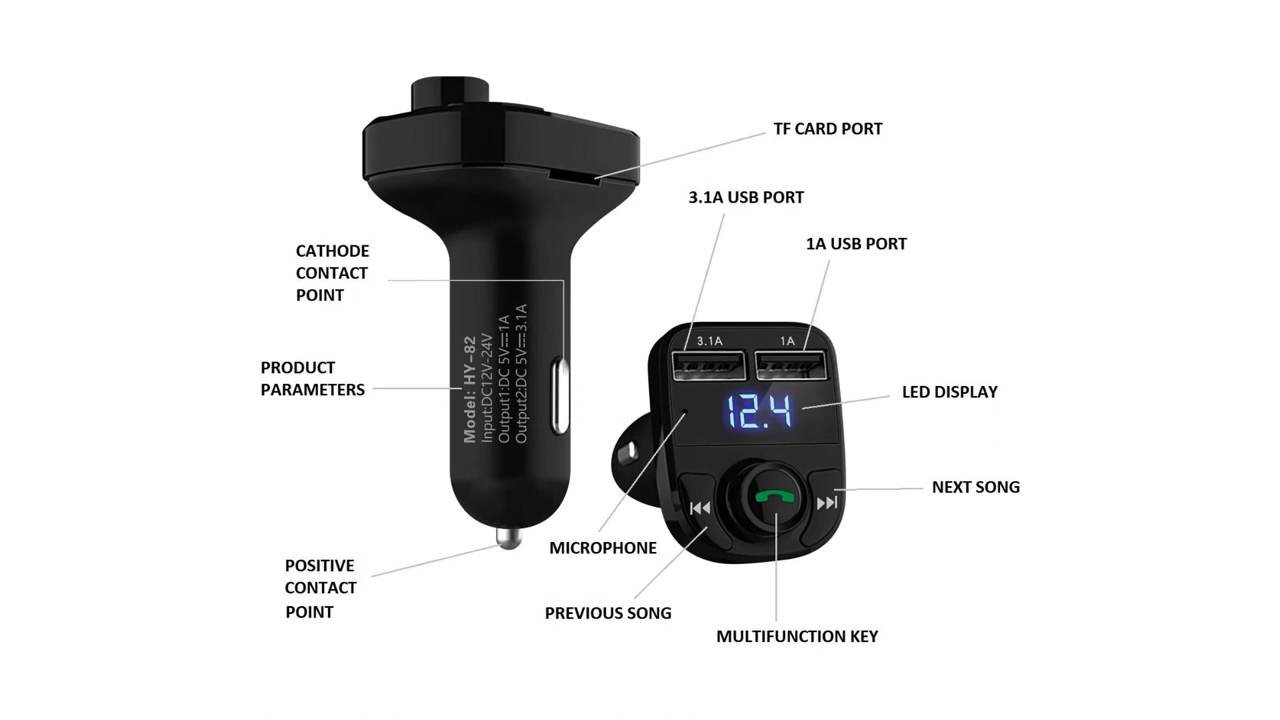 TF CARD PORT
3.1A USB PORT
1A USB PORT
CATHODE
CONTACT
POINT
Model: HY-82
Input:DC12V-24V
Output1:DC 5V⎓1A
Output2:DC 5V⎓3.1A
PRODUCT
PARAMETERS
3.1A
1A
12.4
LED DISPLAY
NEXT SONG
MICROPHONE
POSITIVE
CONTACT
POINT
PREVIOUS SONG
MULTIFUNCTION KEY